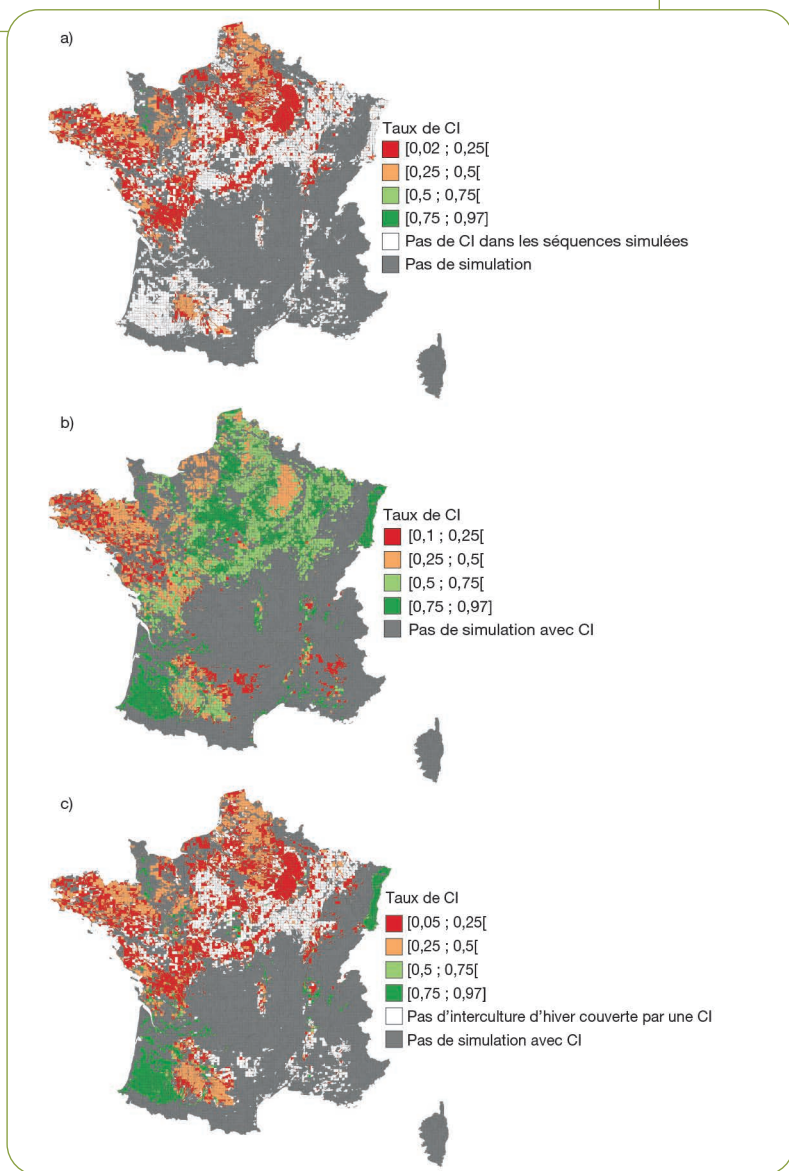 a)
Taux de CI
[0,02 ; 0,25[
[0,25 ; 0,5[
[0,5 ; 0,75[
[0,75 ; 0,97]
Pas de CI dans les séquences simulées
Pas de simulation
b)
Taux de CI
[0,1 ; 0,25[
[0,25 ; 0,5[
[0,5 ; 0,75[
[0,75 ; 0,97]
Pas de simulation avec CI
c)
Taux de CI
[0,05 ; 0,25[
[0,25 ; 0,5[
[0,5 ; 0,75[
[0,75 ; 0,97]
Pas d'interculture d'hiver couverte par une CI
Pas de simulation avec CI